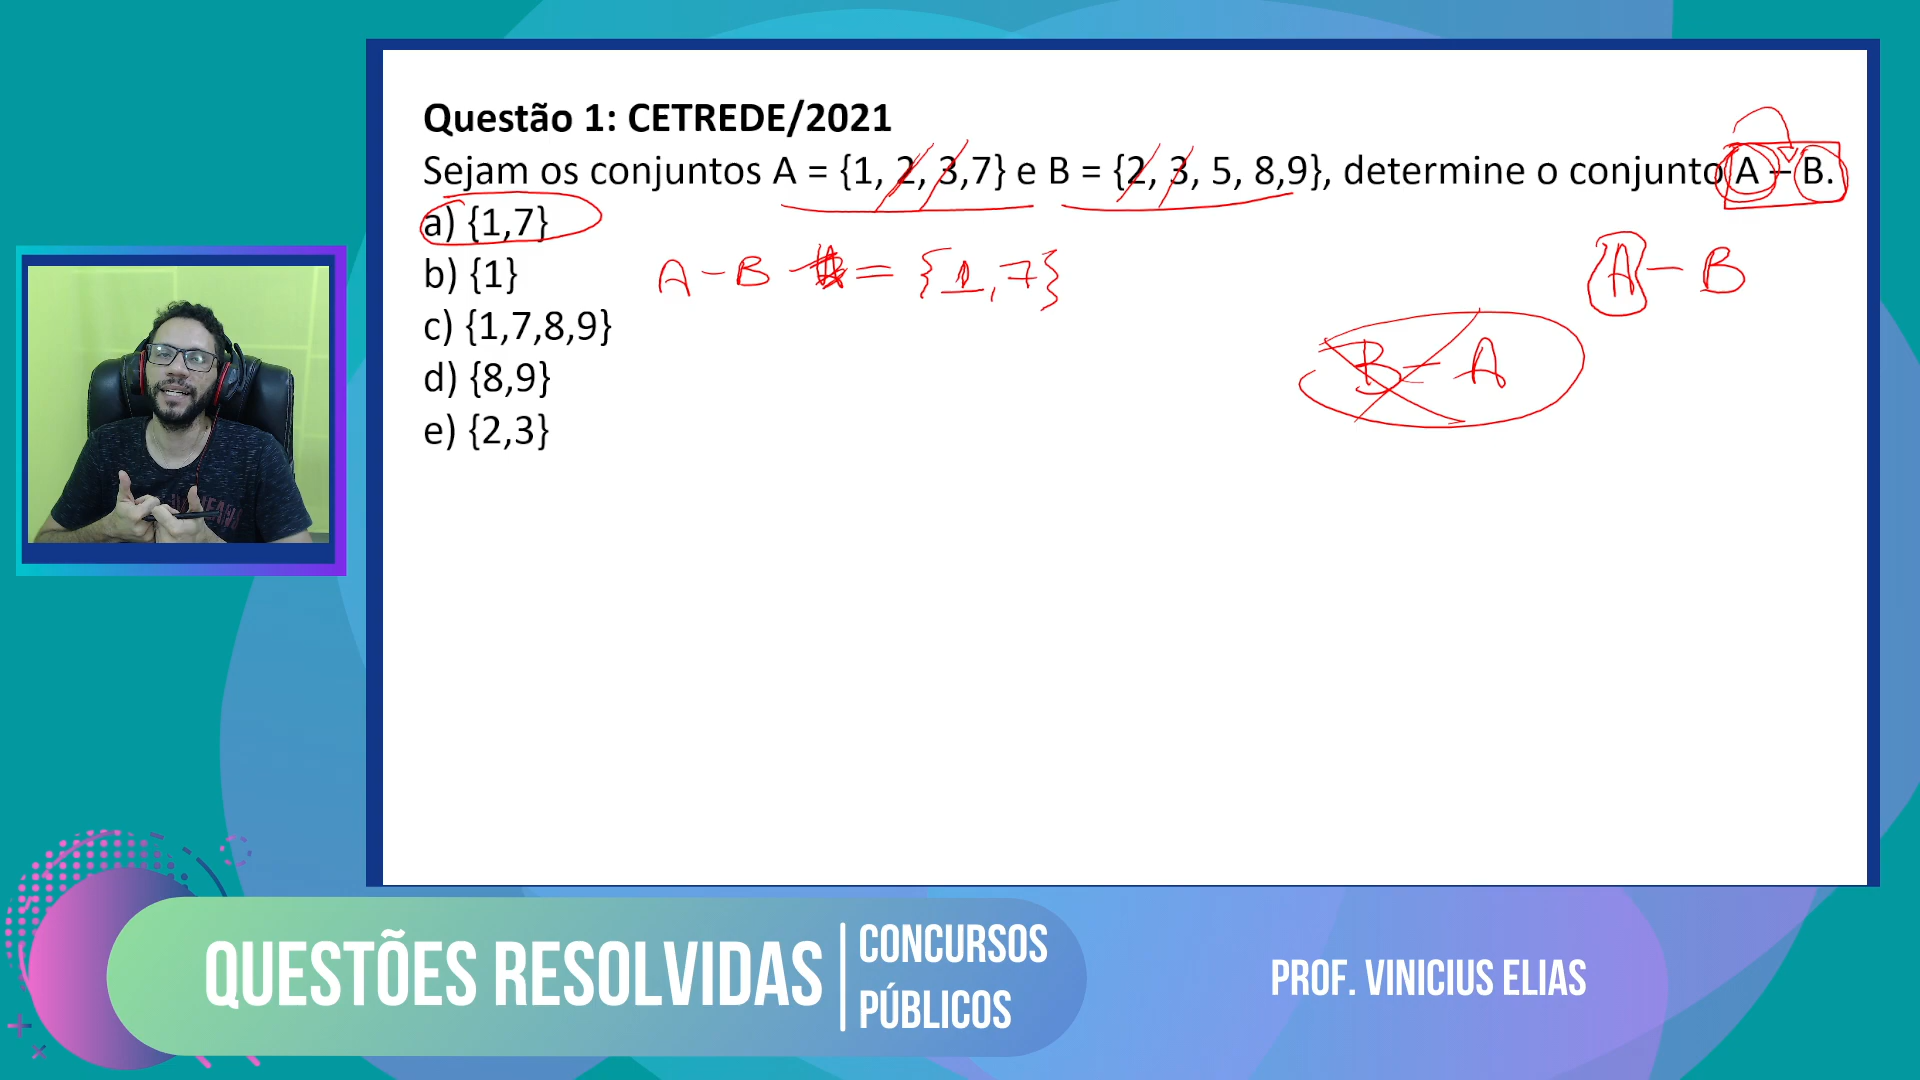 Questão 1: CETREDE/2021
Sejam os conjuntos A = {1, 2, 3,7} e B = {2, 3, 5, 8,9}, determine o conjunto A – B.
a) {1,7}
b) {1}
c) {1,7,8,9}
d) {8,9}
e) {2,3}
A – B = {1,7}
A – B
B – A
QUESTÕES RESOLVIDAS
CONCURSOS
PÚBLICOS
PROF. VINICIUS ELIAS